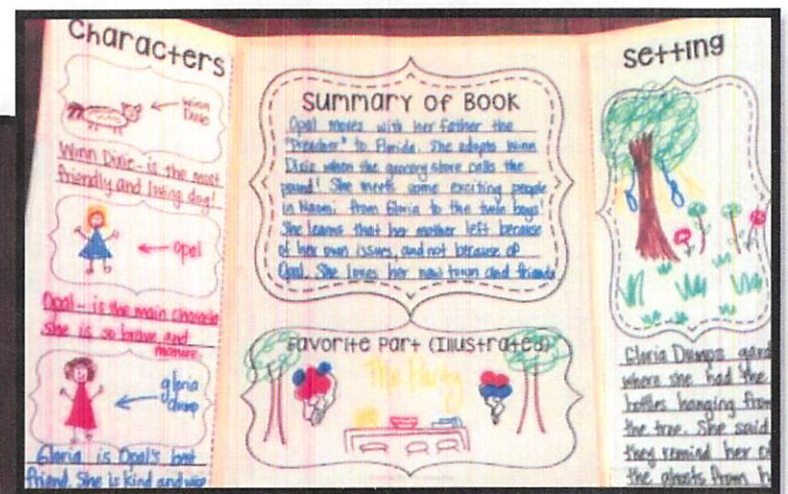 Characters
Winn
Dixie
Winn Dixie - is the most
friendly and loving dog!
opal
Opal - is the main character
she is so brave and
mature.
gloria
dump
Gloria is Opal's best
friend. She is kind and wise
Summary of Book
Opal moves with her father the
"Preacher" to Florida. She adopts Winn
Dixie when the grocery store calls the
pound! She meets some exciting people
in Naomi, from Gloria to the twin boys!
She learns that her mother left because
of her own issues, and not because of
Opal. She loves her new town and friends
Favorite Part (Illustrated)
The Party
Setting
Gloria Dumps gard
where she had the
bottles hanging from
the tree. She said
they remind her of
the ghosts from h